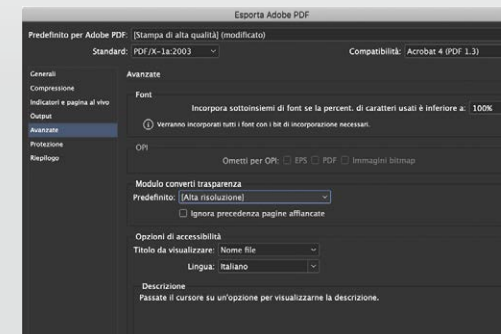 Esporta Adobe PDF
Predefinito per Adobe PDF: [Stampa di alta qualità] (modificato)
Standard: PDF/X-1a:2003 Compatibilità: Acrobat 4 (PDF 1.3)
Generali
Compressione
Indicatori e pagina al vivo
Output
Avanzate
Protezione
Riepilogo
Avanzate
Font
Incorpora sottoinsiemi di font se la percent. di caratteri usati è inferiore a: 100%
Verranno incorporati tutti i font con i bit di incorporazione necessari.
OPI
Ometti per OPI: EPS PDF Immagini bitmap
Modulo converti trasparenza
Predefinito: [Alta risoluzione]
Ignora precedenza pagine affiancate
Opzioni di accessibilità
Titolo da visualizzare: Nome file
Lingua: Italiano
Descrizione
Passate il cursore su un'opzione per visualizzarne la descrizione.